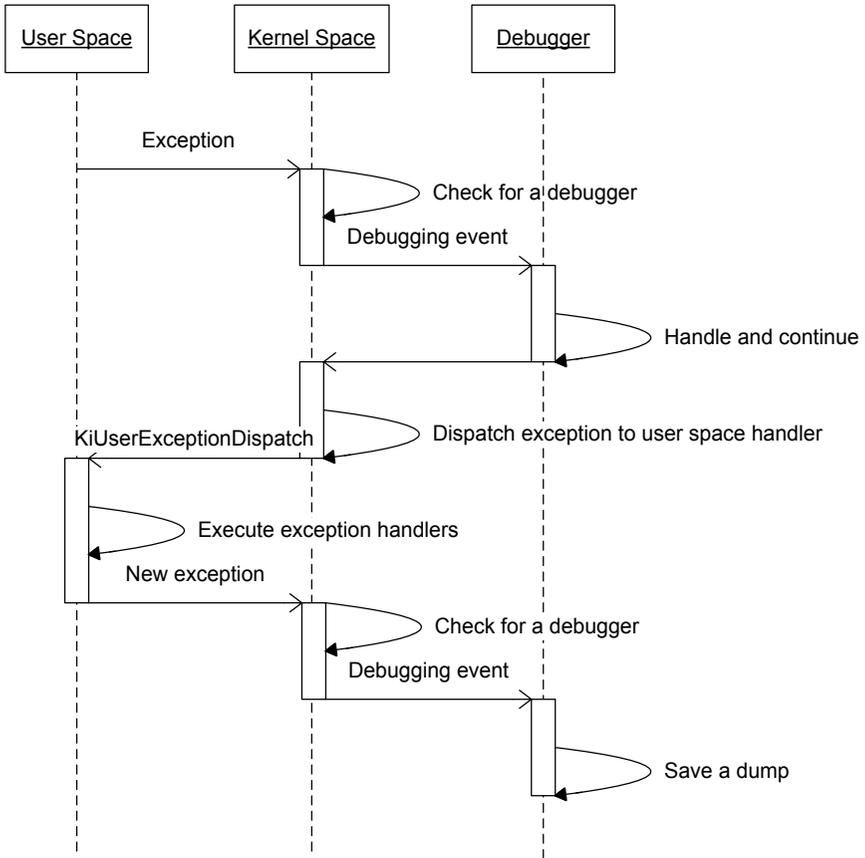 User Space
Kernel Space
Debugger
Exception
Check for a debugger
Debugging event
Handle and continue
Dispatch exception to user space handler
KiUserExceptionDispatch
Execute exception handlers
New exception
Check for a debugger
Debugging event
Save a dump